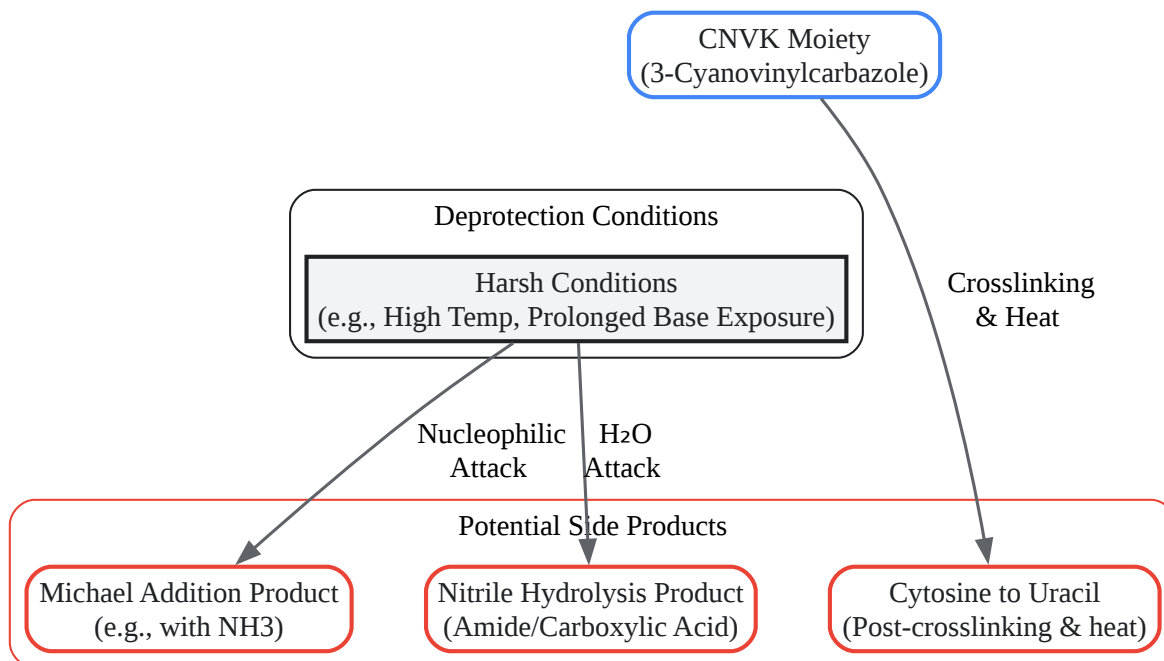 CNVK Moiety
(3-Cyanovinylcarbazole)
Deprotection Conditions
Harsh Conditions
(e.g., High Temp, Prolonged Base Exposure)
Crosslinking
& Heat
Nucleophilic
Attack
H₂O
Attack
Potential Side Products
Michael Addition Product
(e.g., with NH3)
Nitrile Hydrolysis Product
(Amide/Carboxylic Acid)
Cytosine to Uracil
(Post-crosslinking & heat)